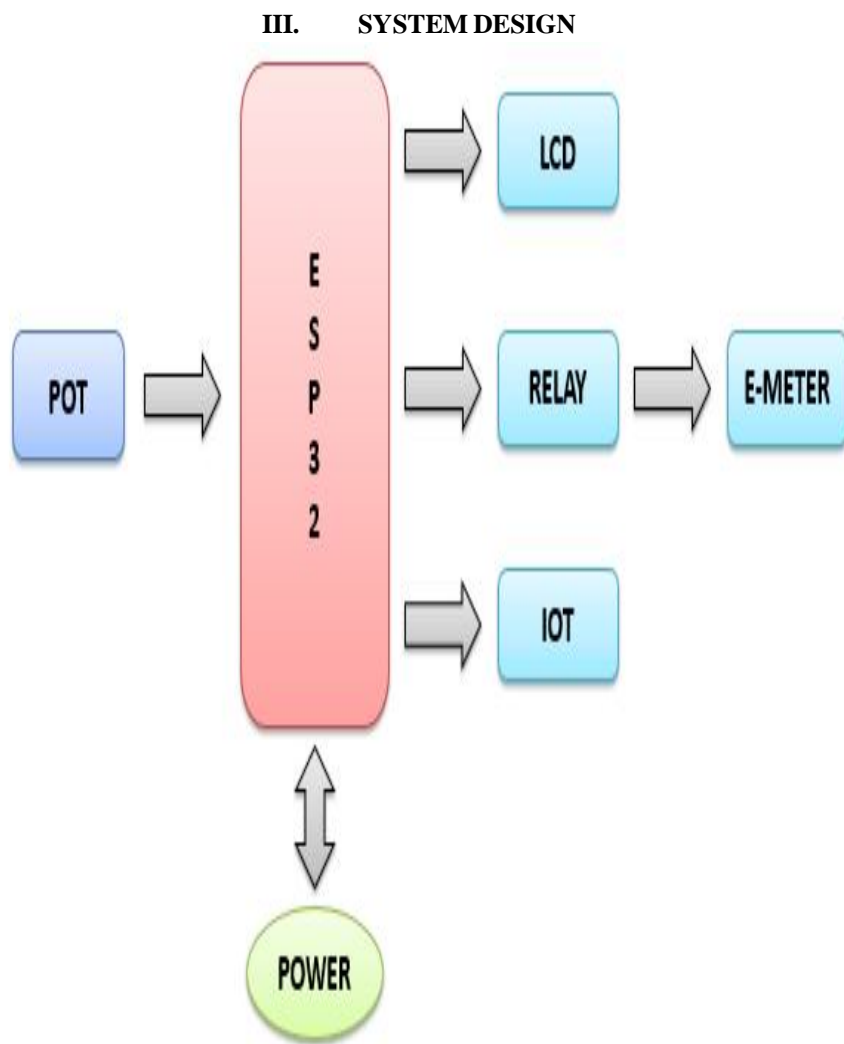 III. SYSTEM DESIGN
LCD
E
S
P
3
2
POT
RELAY
E-METER
IOT
POWER